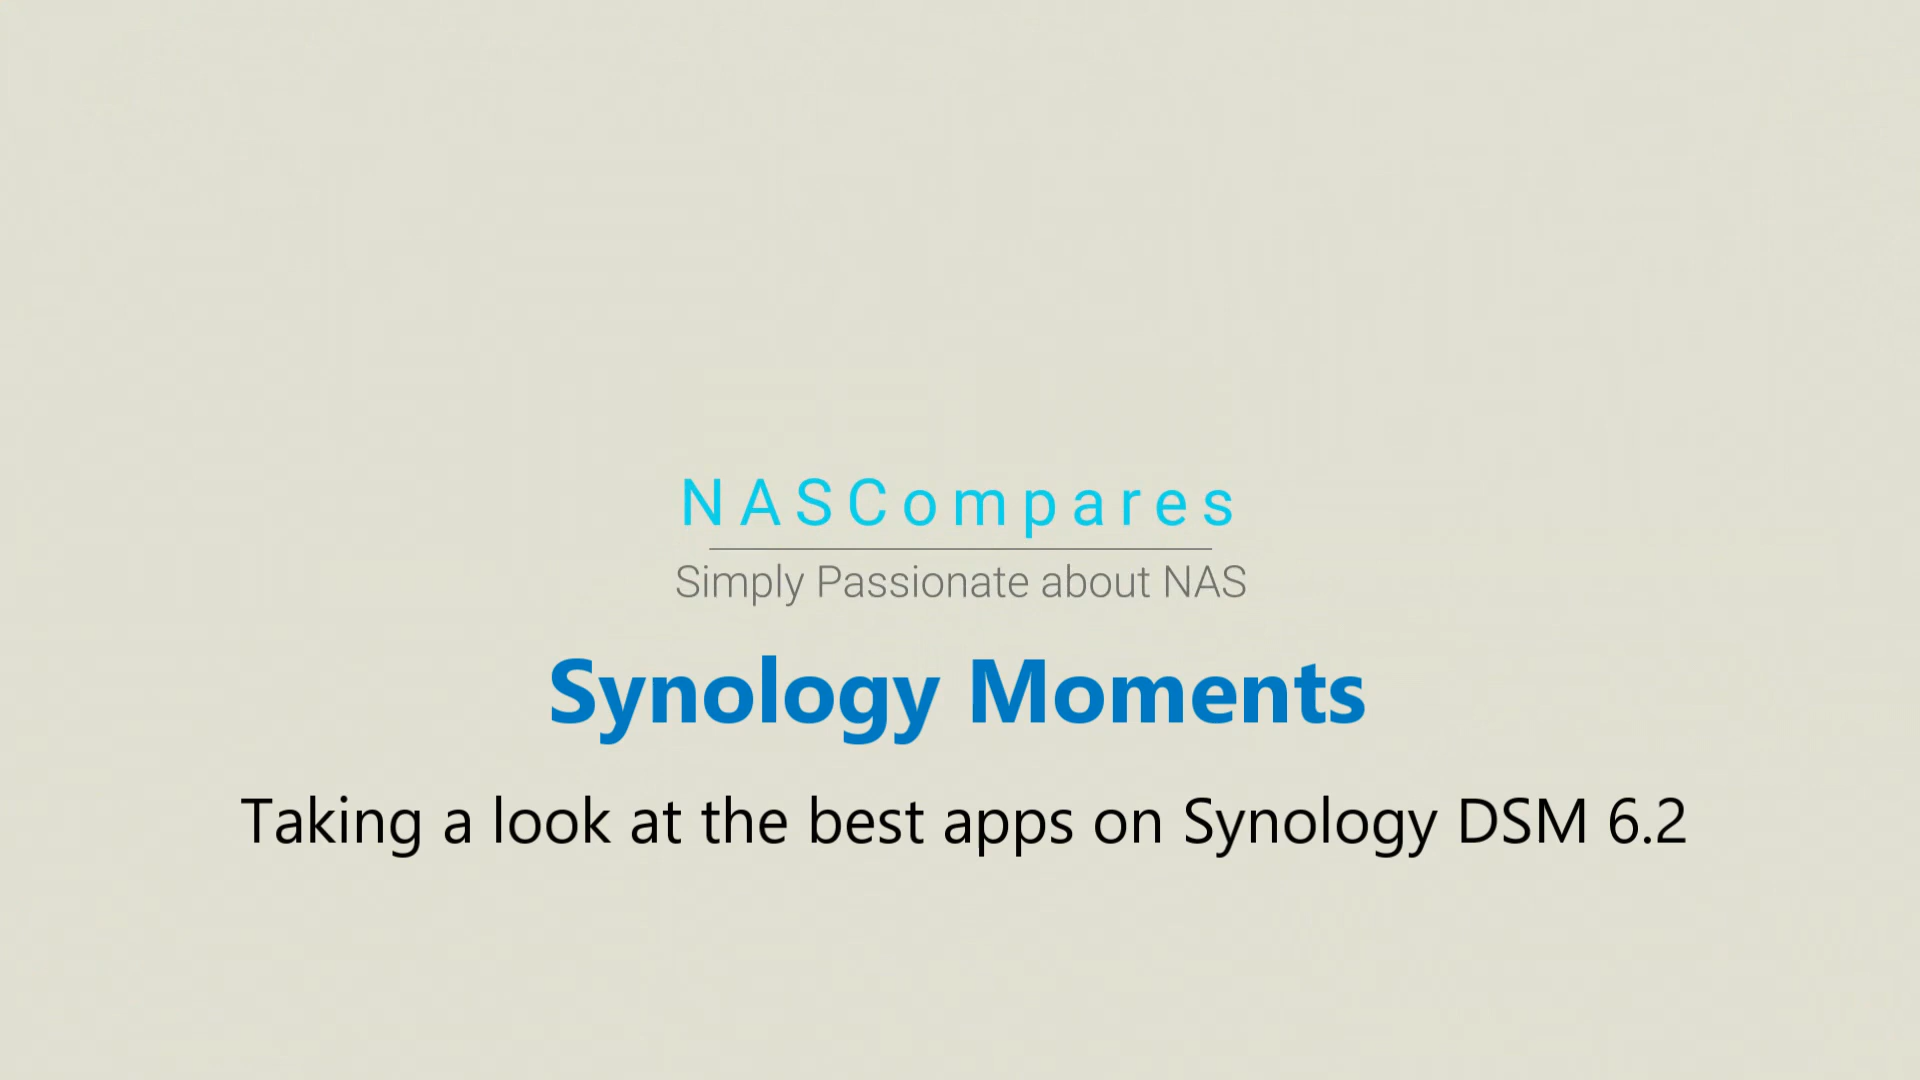 NASCompares
Simply Passionate about NAS
Synology Moments
Taking a look at the best apps on Synology DSM 6.2